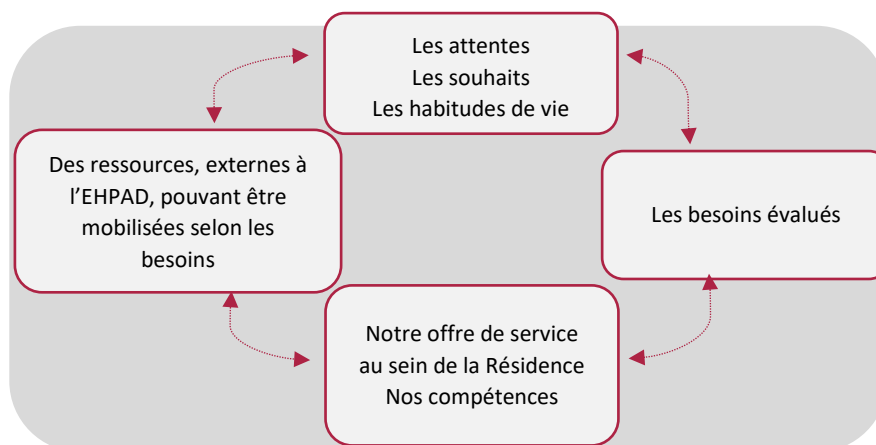 Les attentes
Les souhaits
Les habitudes de vie
Des ressources, externes à
l’EHPAD, pouvant être
mobilisées selon les
besoins
Les besoins évalués
Notre offre de service
au sein de la Résidence
Nos compétences